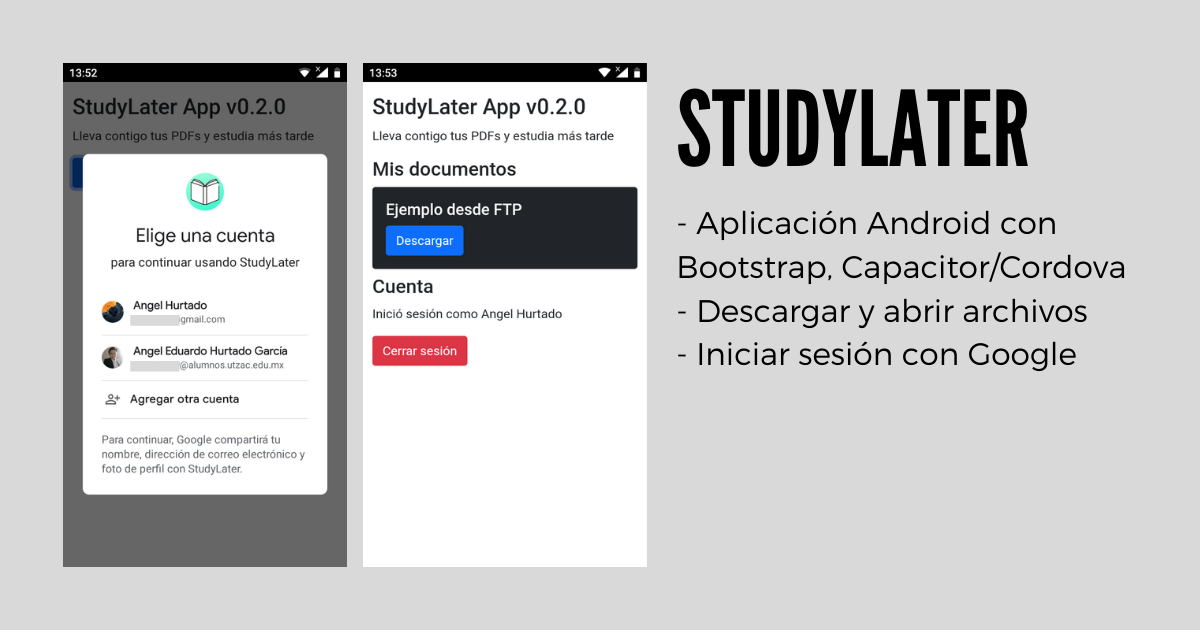 13:52
StudyLater App v0.2.0
Lleva contigo tus PDFs y estudia más tarde
Elige una cuenta
para continuar usando StudyLater
Angel Hurtado
gmail.com
Angel Eduardo Hurtado García
@alumnos.utzac.edu.mx
Agregar otra cuenta
Para continuar, Google compartirá tu
nombre, dirección de correo electrónico y
foto de perfil con StudyLater.
13:53
StudyLater App v0.2.0
Lleva contigo tus PDFs y estudia más tarde
Mis documentos
Ejemplo desde FTP
Descargar
Cuenta
Inició sesión como Angel Hurtado
Cerrar sesión
STUDYLATER
- Aplicación Android con
Bootstrap, Capacitor/Cordova
- Descargar y abrir archivos
- Iniciar sesión con Google